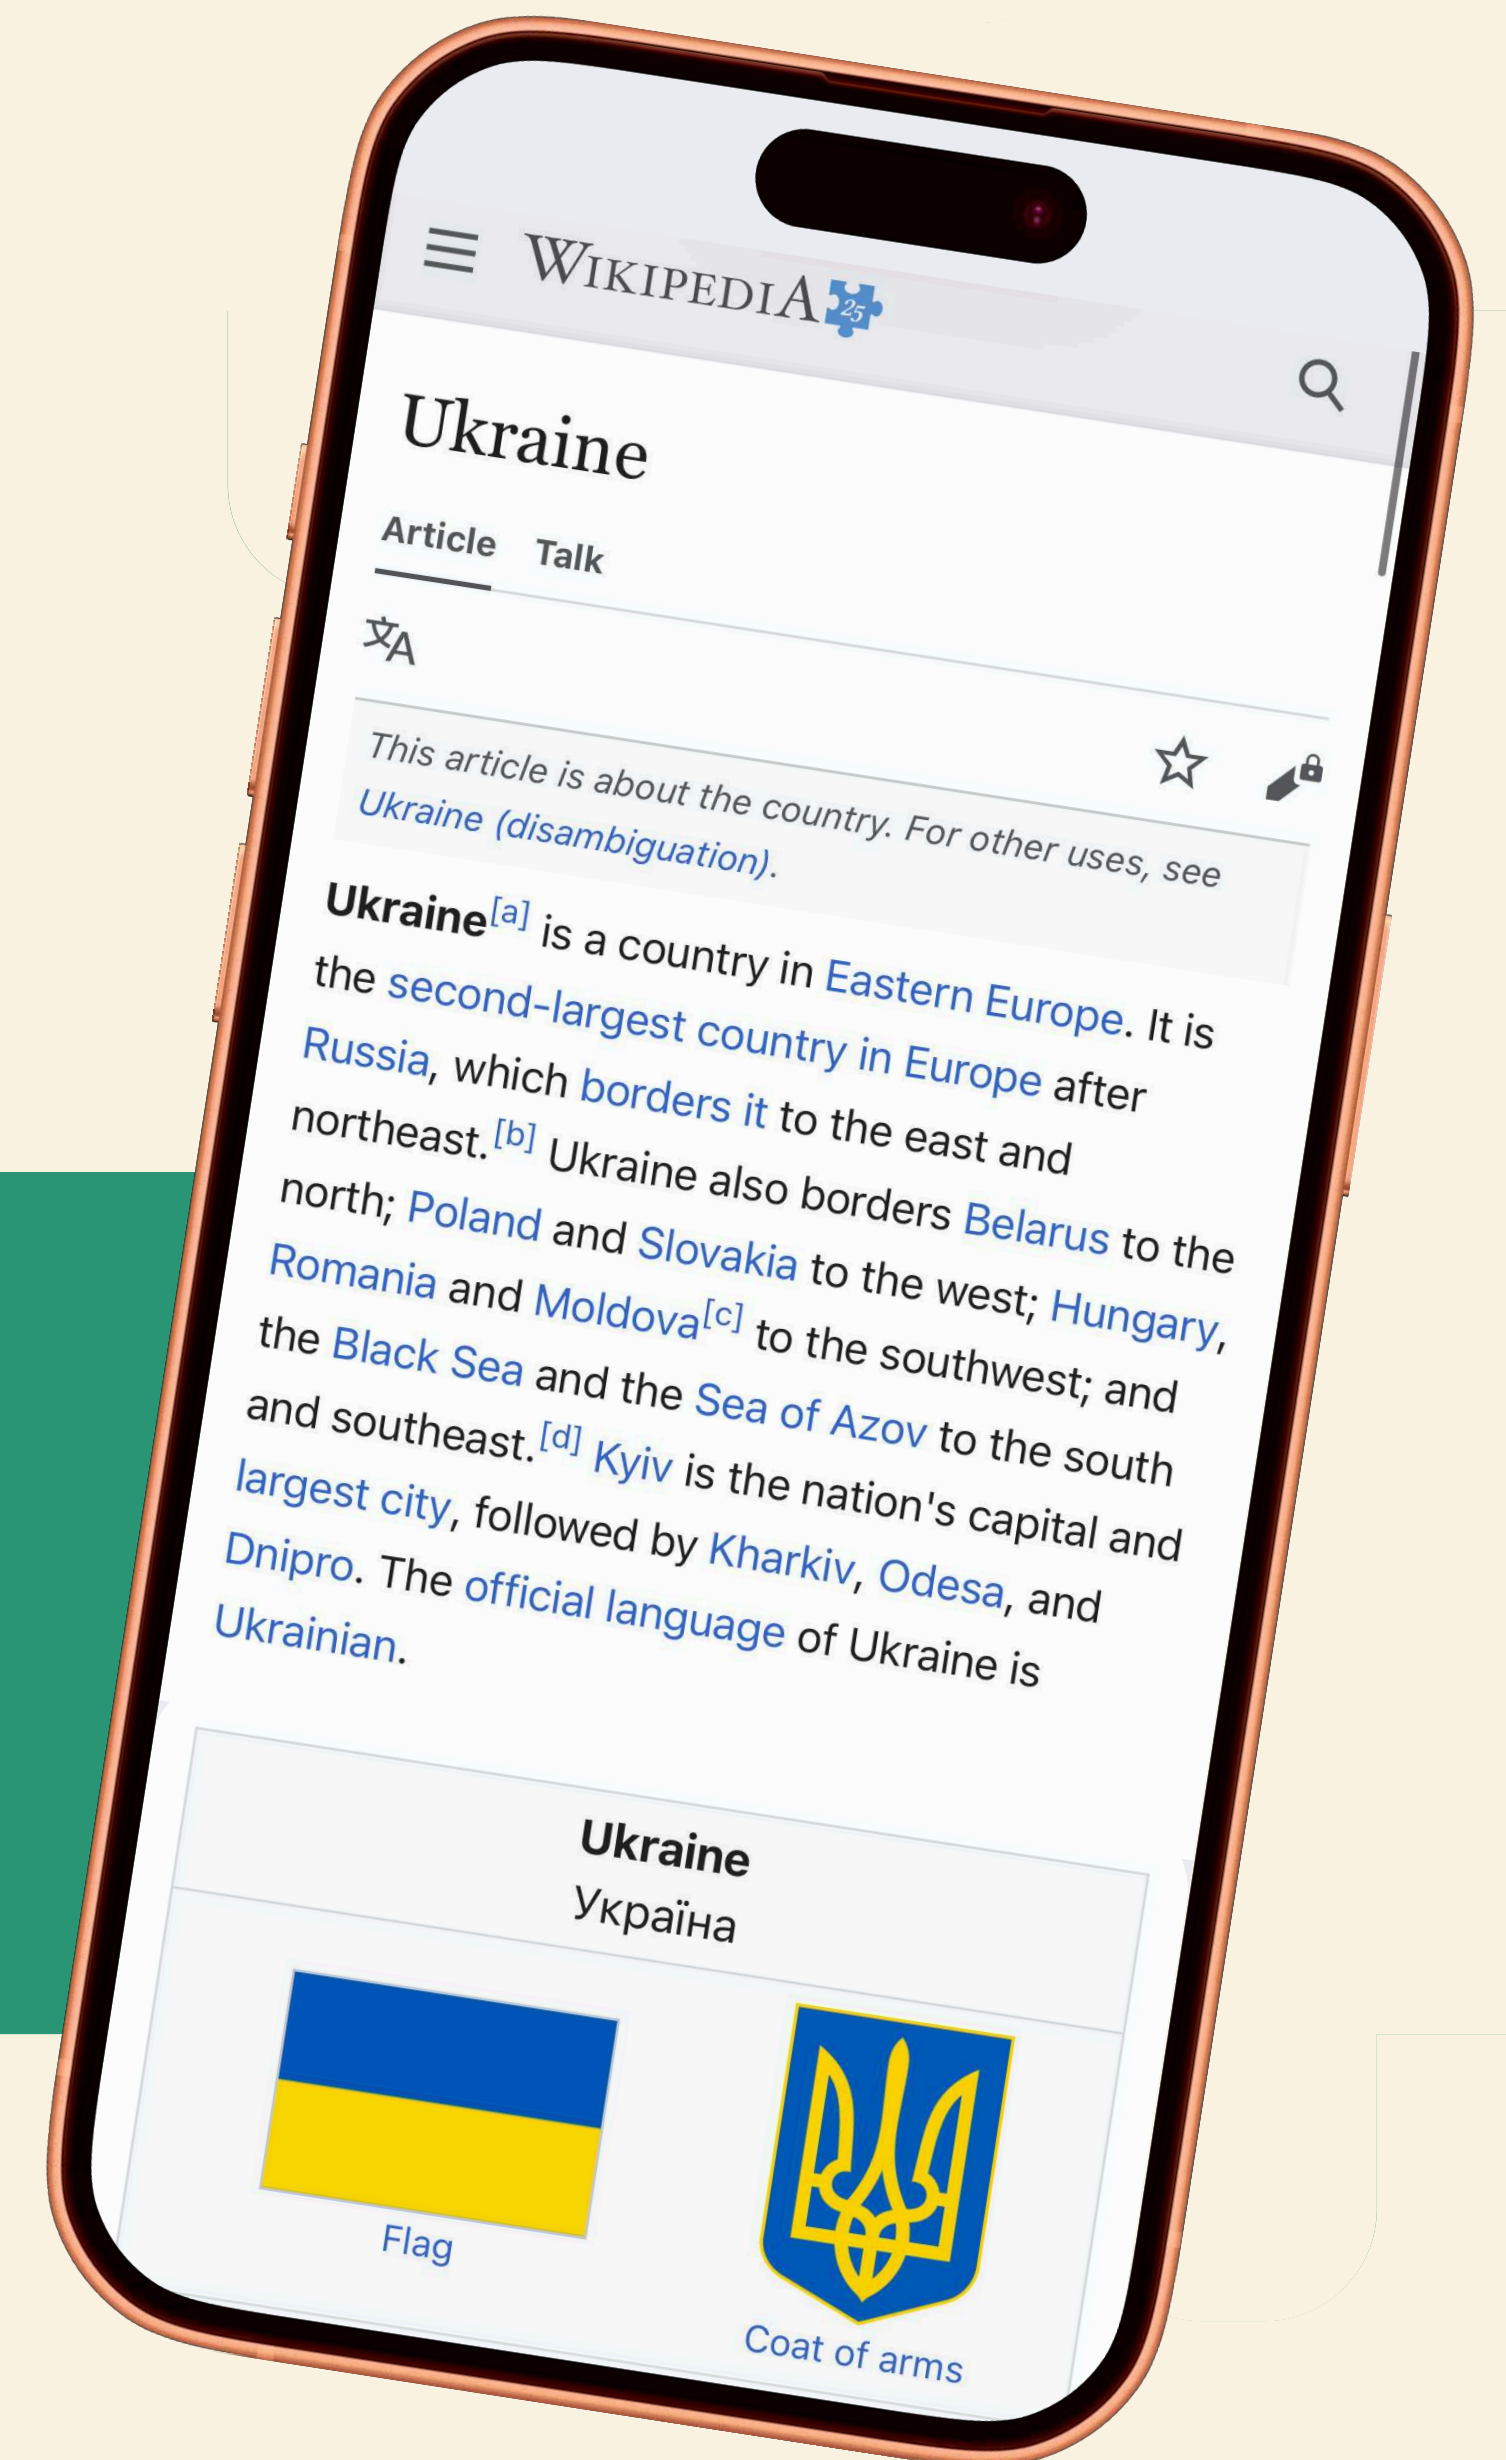 WIKIPEDIA 25
Ukraine
Article Talk
文A
This article is about the country. For other uses, see
Ukraine (disambiguation).
Ukraine[a] is a country in Eastern Europe. It is
the second-largest country in Europe after
Russia, which borders it to the east and
northeast.[b] Ukraine also borders Belarus to the
north; Poland and Slovakia to the west; Hungary,
Romania and Moldova[c] to the southwest; and
the Black Sea and the Sea of Azov to the south
and southeast.[d] Kyiv is the nation's capital and
largest city, followed by Kharkiv, Odesa, and
Dnipro. The official language of Ukraine is
Ukrainian.
Ukraine
Україна
Flag
Coat of arms